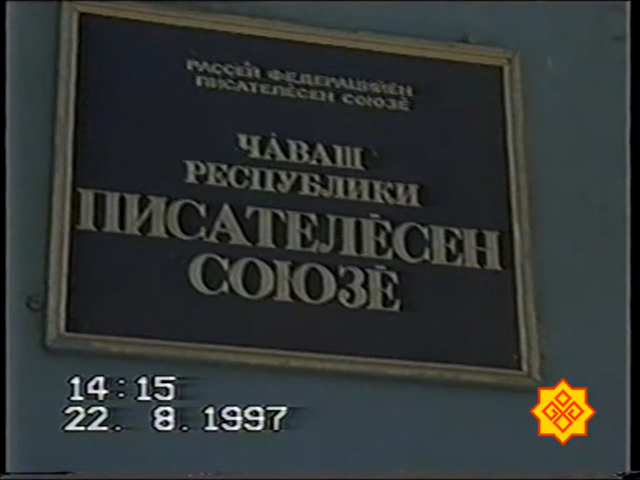 РАССЕЙ ФЕДЕРАЦИЙӖН
ПИСАТЕЛӖСЕН СОЮЗӖ
ЧӐВАШ
РЕСПУБЛИКИ
ПИСАТЕЛӖСЕН
СОЮЗӖ
14:15
22. 8.1997